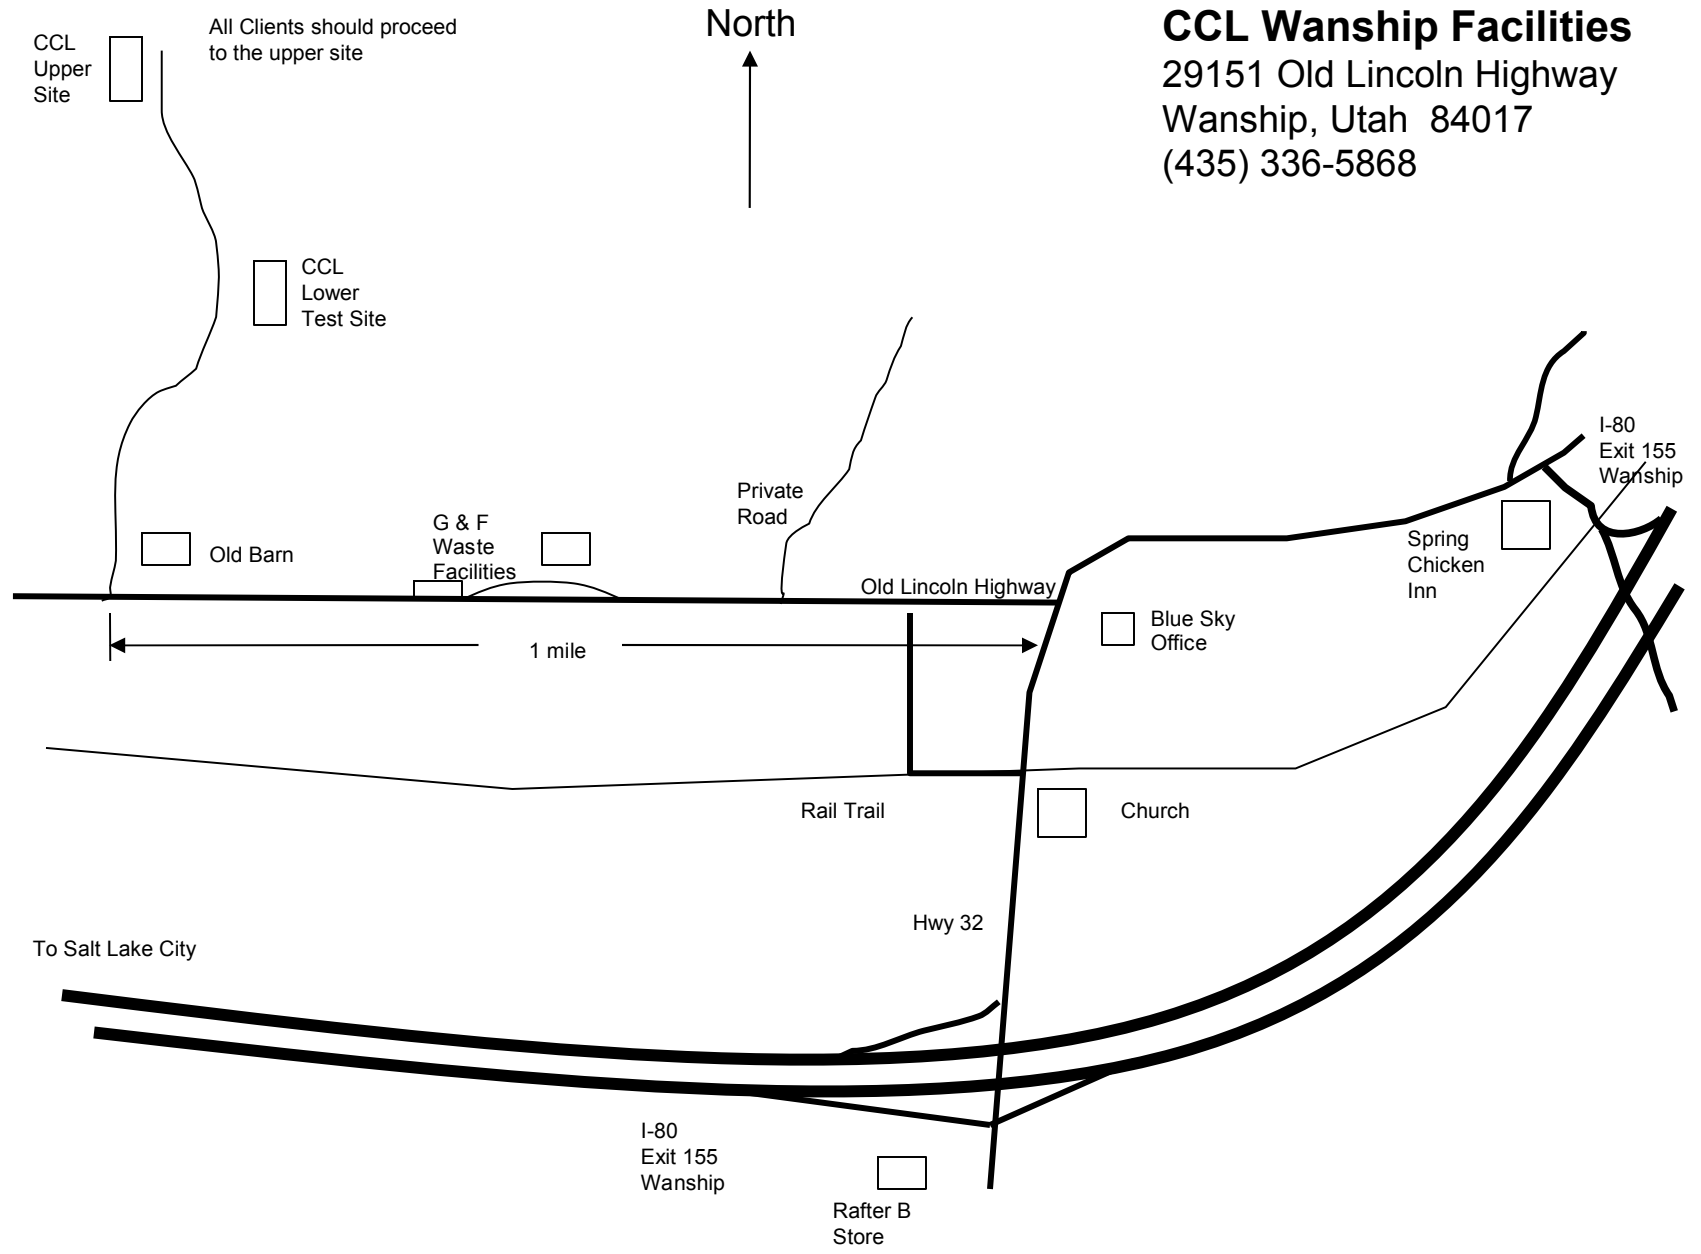 CCL Wanship Facilities
29151 Old Lincoln Highway
Wanship, Utah  84017
(435) 336-5868
North
All Clients should proceed
to the upper site
CCL
Upper
Site
CCL
Lower
Test Site
I-80
Exit 155
Wanship
Private
Road
G & F
Waste
Facilities
Old Barn
Spring
Chicken
Inn
Old Lincoln Highway
Blue Sky
Office
1 mile
Rail Trail
Church
Hwy 32
To Salt Lake City
I-80
Exit 155
Wanship
Rafter B
Store